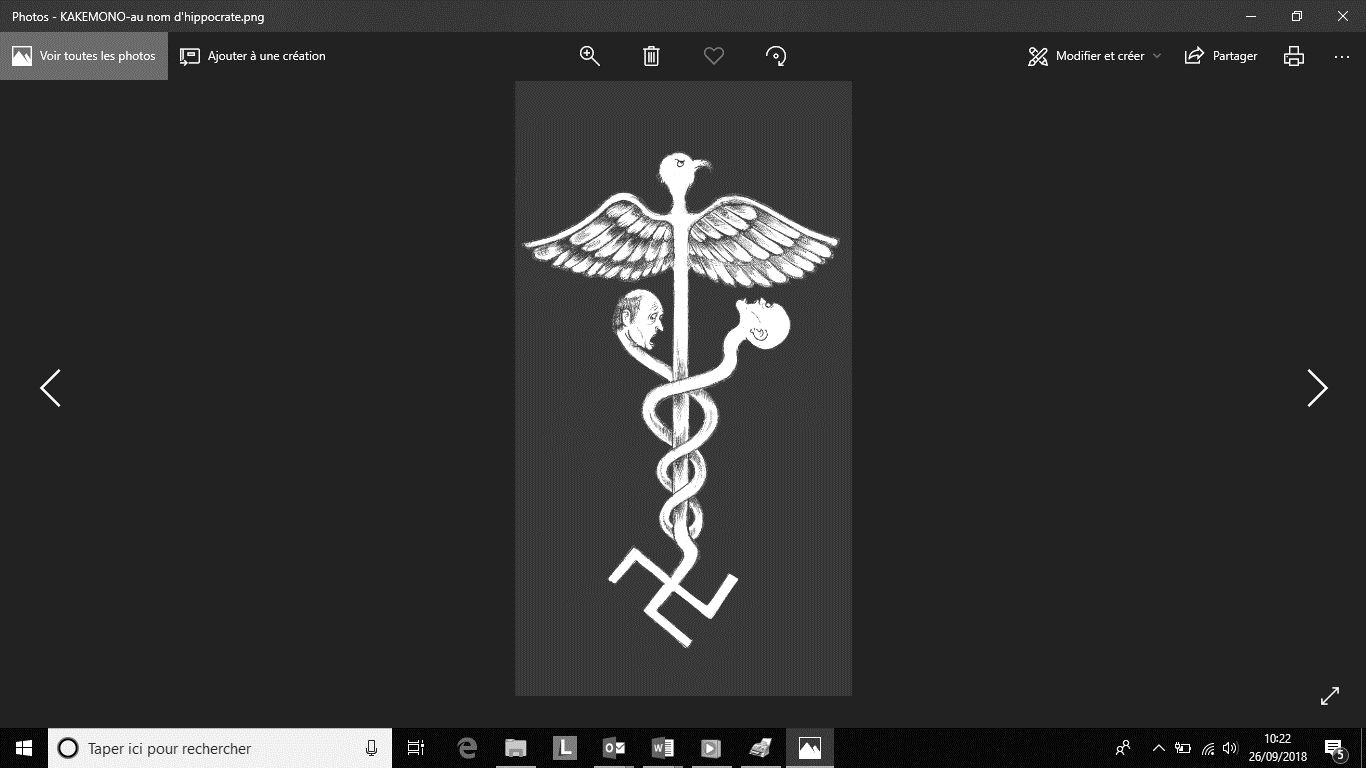 Photos - KAKEMONO-au nom d'hippocrate.png
Voir toutes les photos
Ajouter à une création
Modifier et créer
Partager
Taper ici pour rechercher
10:22
26/09/2018
5